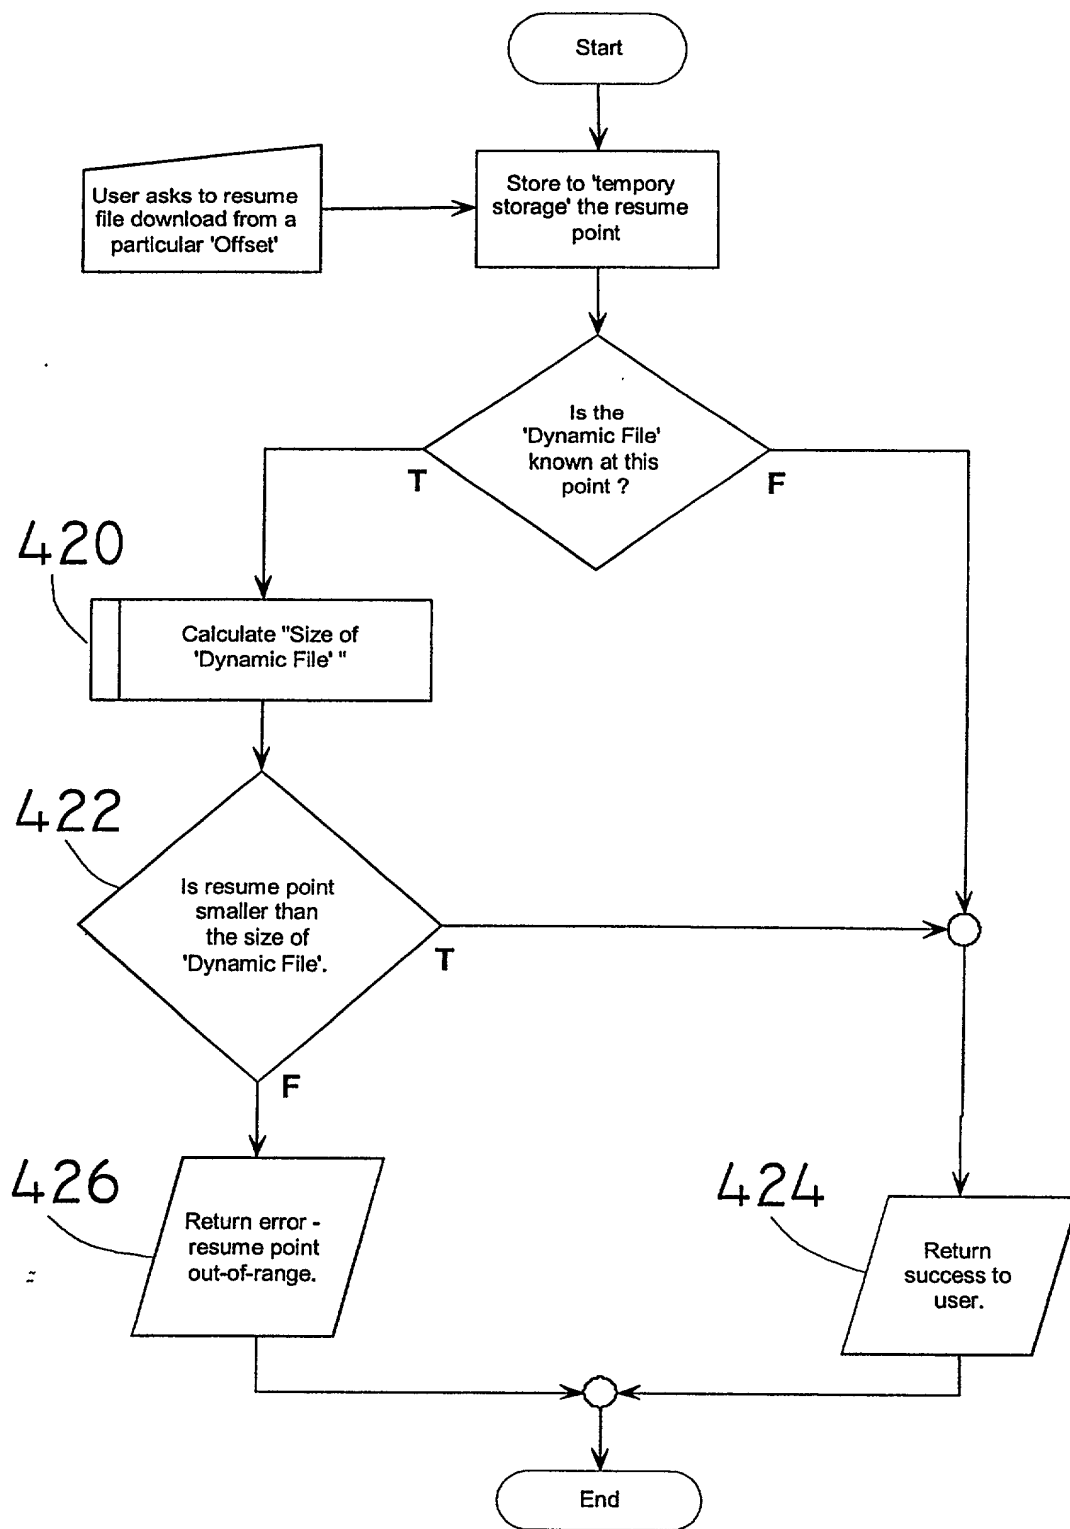 Start
User asks to resume
file download from a
particular 'Offset'
Store to 'tempory
storage' the resume
point
Is the
'Dynamic File'
known at this
point ?
T
F
420
Calculate "Size of
'Dynamic File' "
422
Is resume point
smaller than
the size of
'Dynamic File'.
T
F
426
Return error -
resume point
out-of-range.
424
Return
success to
user.
End